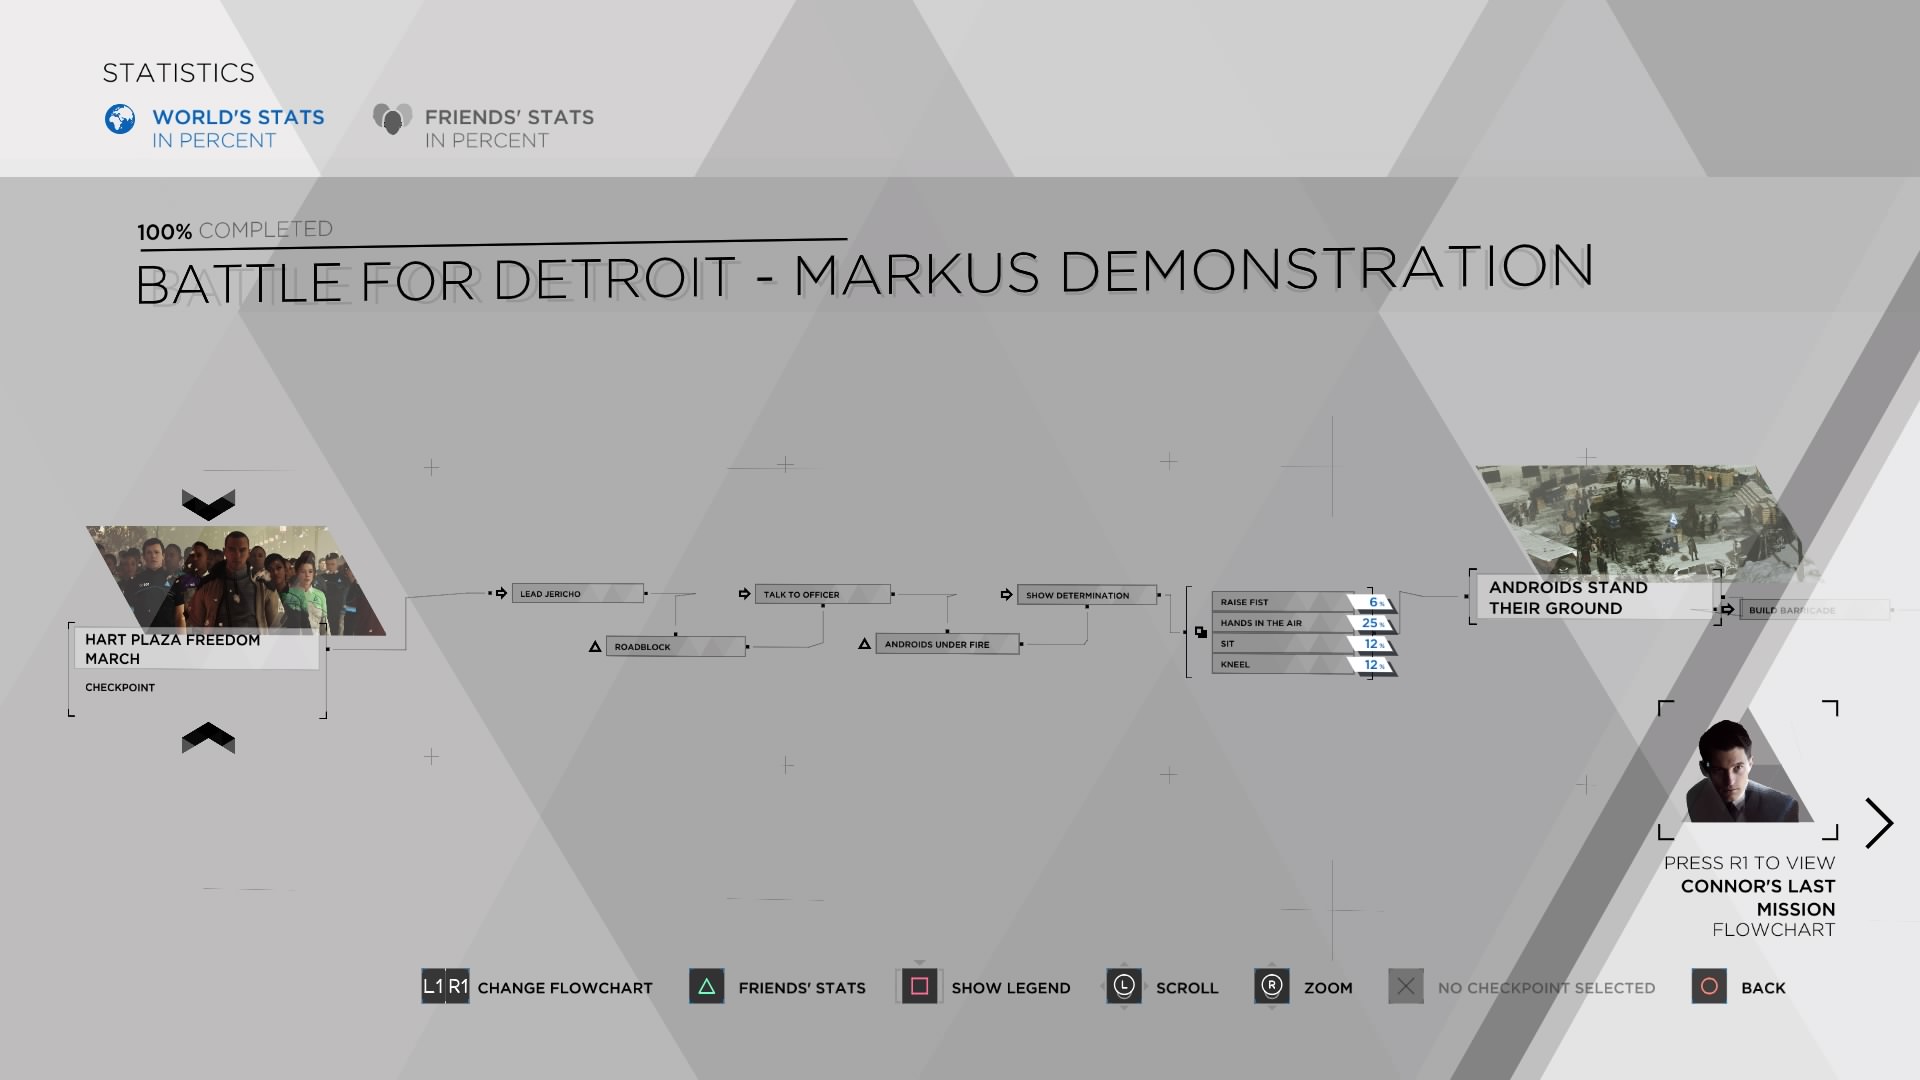 STATISTICS
WORLD'S STATS
IN PERCENT
FRIENDS' STATS
IN PERCENT
100% COMPLETED
BATTLE FOR DETROIT - MARKUS DEMONSTRATION
HART PLAZA FREEDOM
MARCH
CHECKPOINT
LEAD JERICHO
ROADBLOCK
TALK TO OFFICER
ANDROIDS UNDER FIRE
SHOW DETERMINATION
RAISE FIST 6%
HANDS IN THE AIR 25%
SIT 12%
KNEEL 12%
ANDROIDS STAND
THEIR GROUND
BUILD BARRICADE
PRESS R1 TO VIEW
CONNOR'S LAST
MISSION
FLOWCHART
L1 R1 CHANGE FLOWCHART
FRIENDS' STATS
SHOW LEGEND
L SCROLL
R ZOOM
NO CHECKPOINT SELECTED
BACK